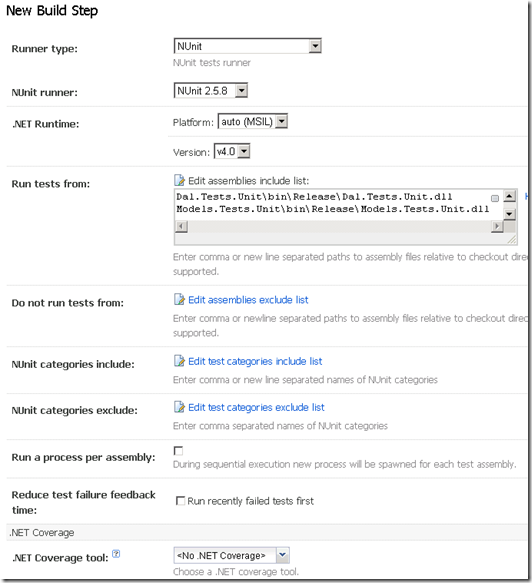 New Build Step
Runner type:
NUnit
NUnit tests runner
NUnit runner:
NUnit 2.5.8
.NET Runtime:
Platform: auto (MSIL)
Version: v4.0
Run tests from:
Edit assemblies include list:
Dal.Tests.Unit\bin\Release\Dal.Tests.Unit.dll
Models.Tests.Unit\bin\Release\Models.Tests.Unit.dll
Enter comma or new line separated paths to assembly files relative to checkout direc
supported.
Do not run tests from:
Edit assemblies exclude list
Enter comma or newline separated paths to assembly files relative to checkout direc
supported.
NUnit categories include:
Edit test categories include list
Enter comma or new line separated names of NUnit categories
NUnit categories exclude:
Edit test categories exclude list
Enter comma separated names of NUnit categories
Run a process per assembly:
During sequential execution new process will be spawned for each test assembly.
Reduce test failure feedback
time:
Run recently failed tests first
.NET Coverage
.NET Coverage tool: ?
<No .NET Coverage>
Choose a .NET coverage tool.